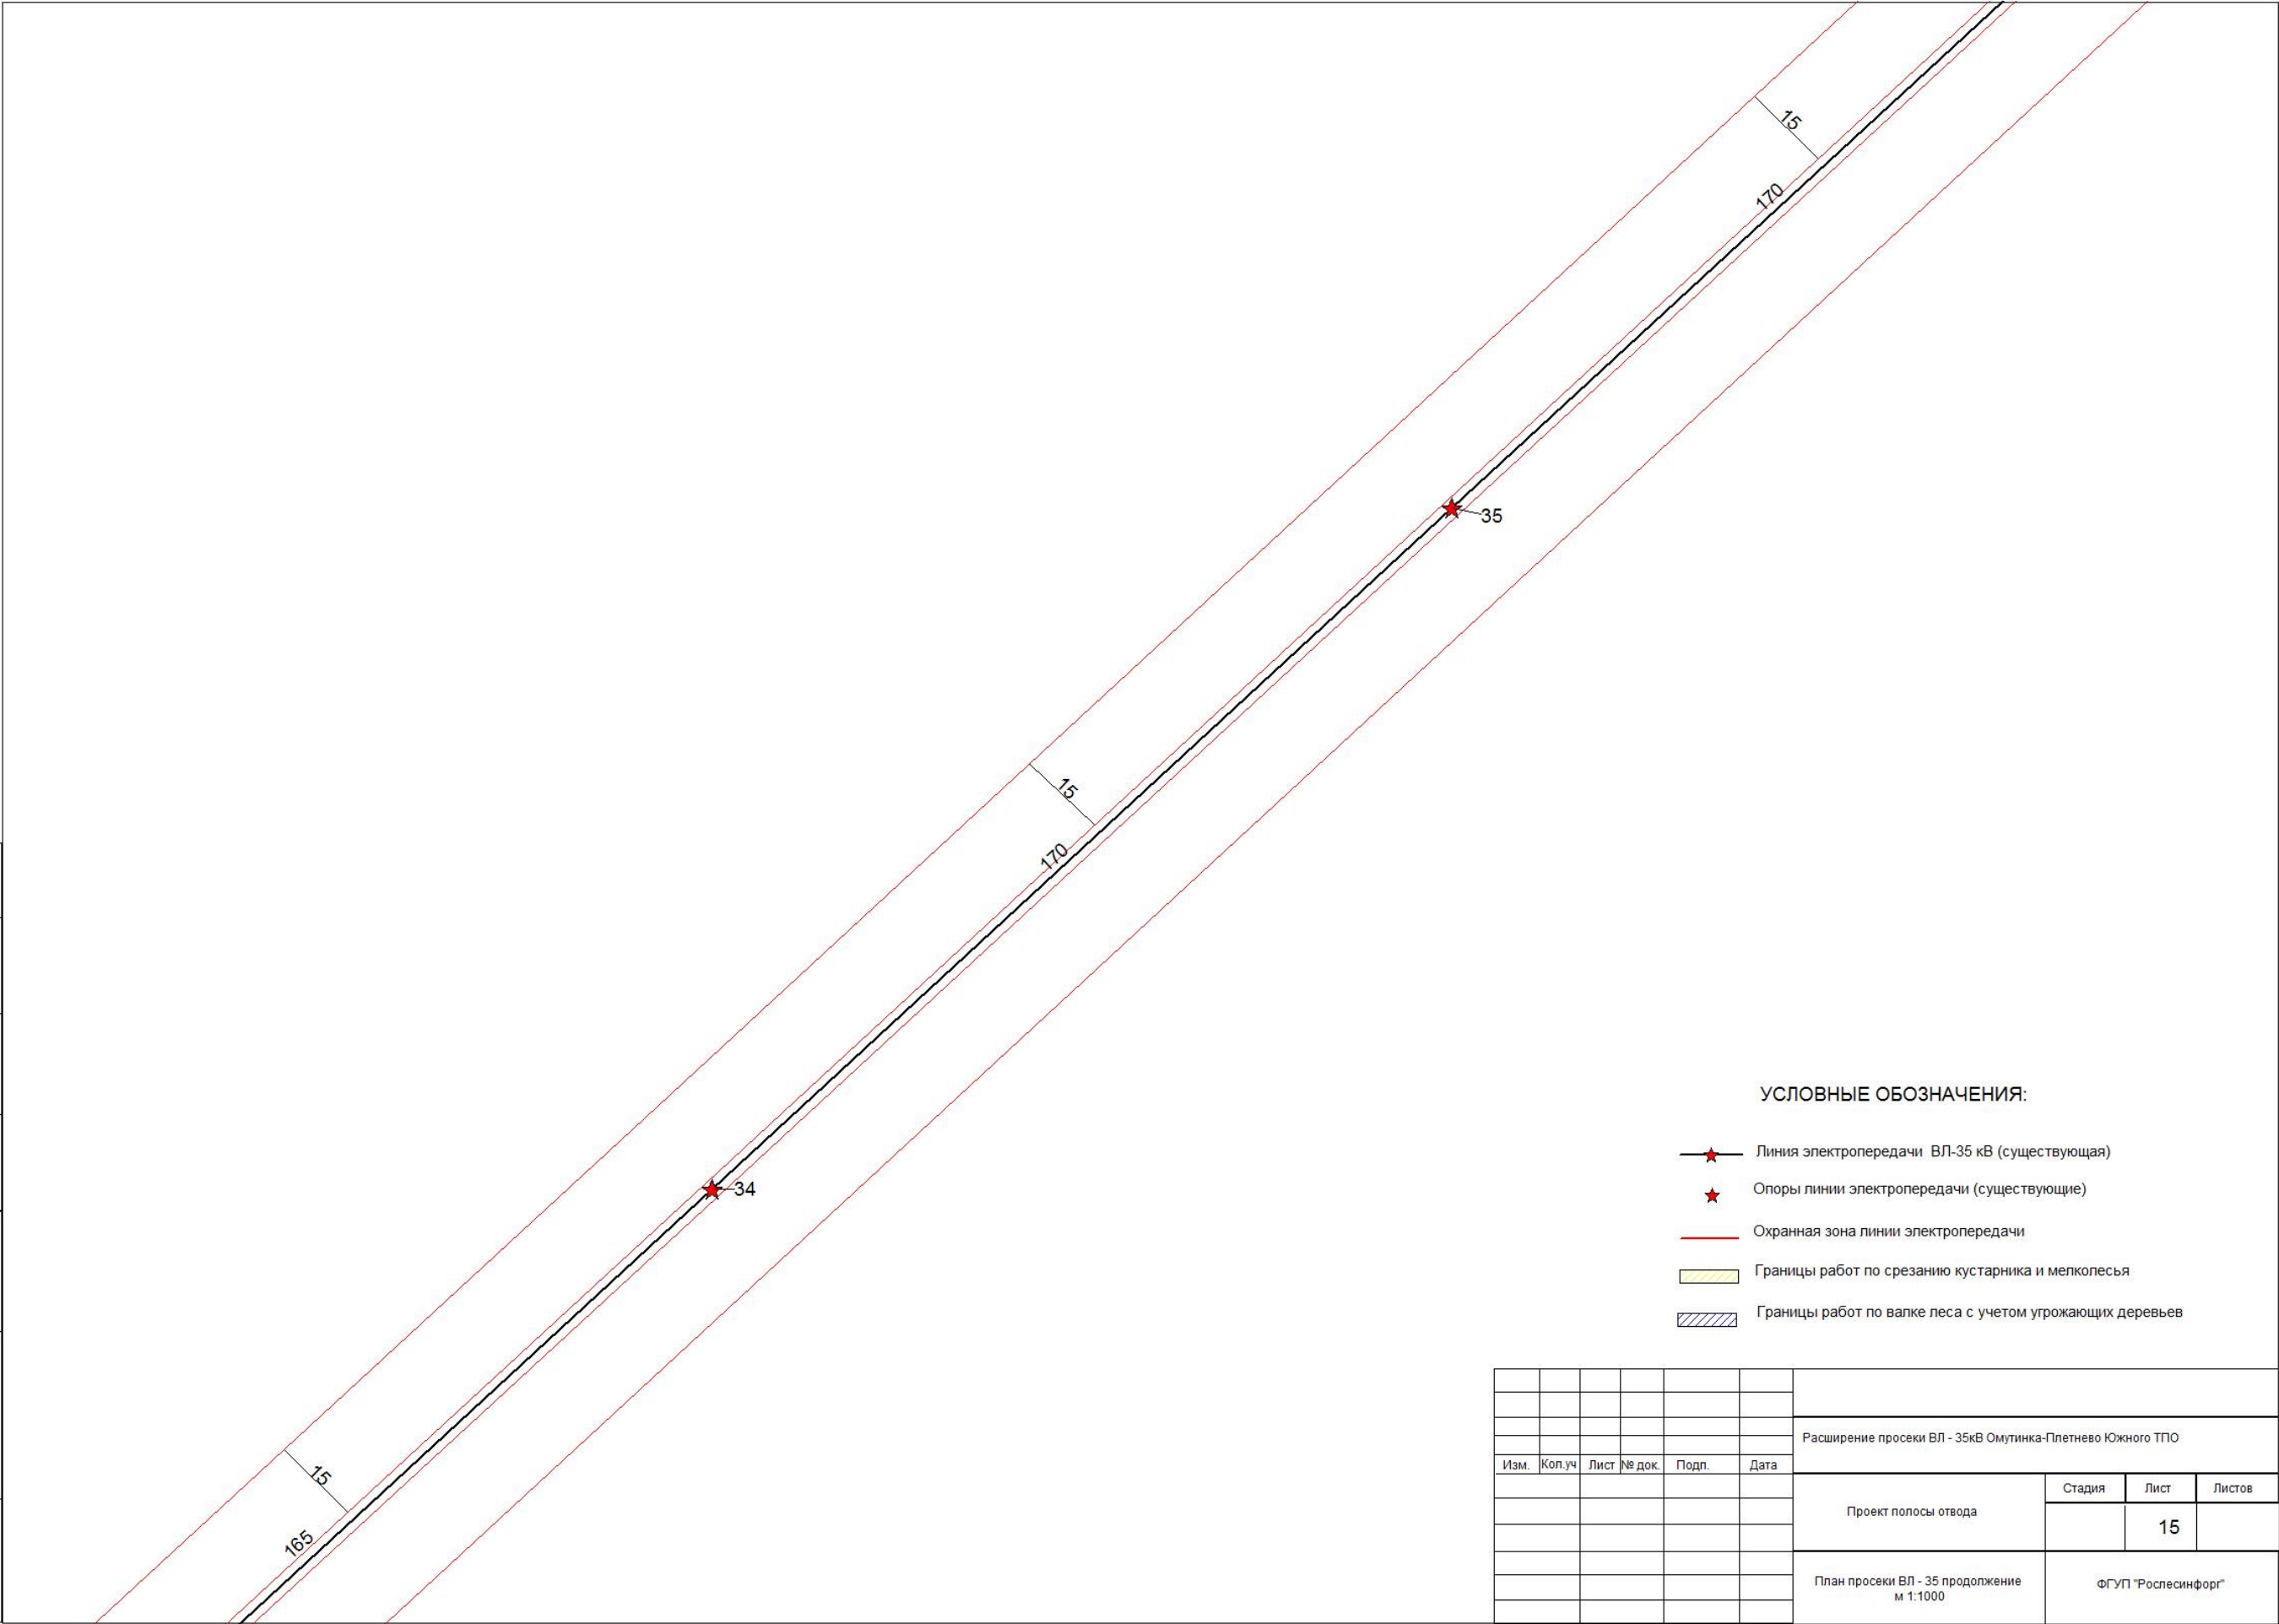 15
170
35
15
170
34
15
165
УСЛОВНЫЕ ОБОЗНАЧЕНИЯ:
Линия электропередачи ВЛ-35 кВ (существующая)
Опоры линии электропередачи (существующие)
Охранная зона линии электропередачи
Границы работ по срезанию кустарника и мелколесья
Границы работ по валке леса с учетом угрожающих деревьев
Расширение просеки ВЛ - 35кВ Омутинка-Плетнево Южного ТПО
Изм. Кол.уч Лист № док. Подп. Дата
Проект полосы отвода
Стадия Лист Листов
15
План просеки ВЛ - 35 продолжение
м 1:1000
ФГУП "Рослесинфорг"